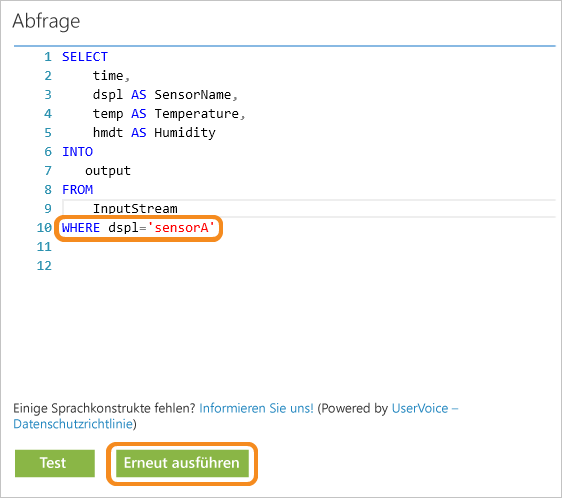 Abfrage
1 SELECT
2 time,
3 dspl AS SensorName,
4 temp AS Temperature,
5 hmdt AS Humidity
6 INTO
7 output
8 FROM
9 InputStream
10 WHERE dspl='sensorA'
11
12
Einige Sprachkonstrukte fehlen? Informieren Sie uns! (Powered by UserVoice –
Datenschutzrichtlinie)
Test Erneut ausführen